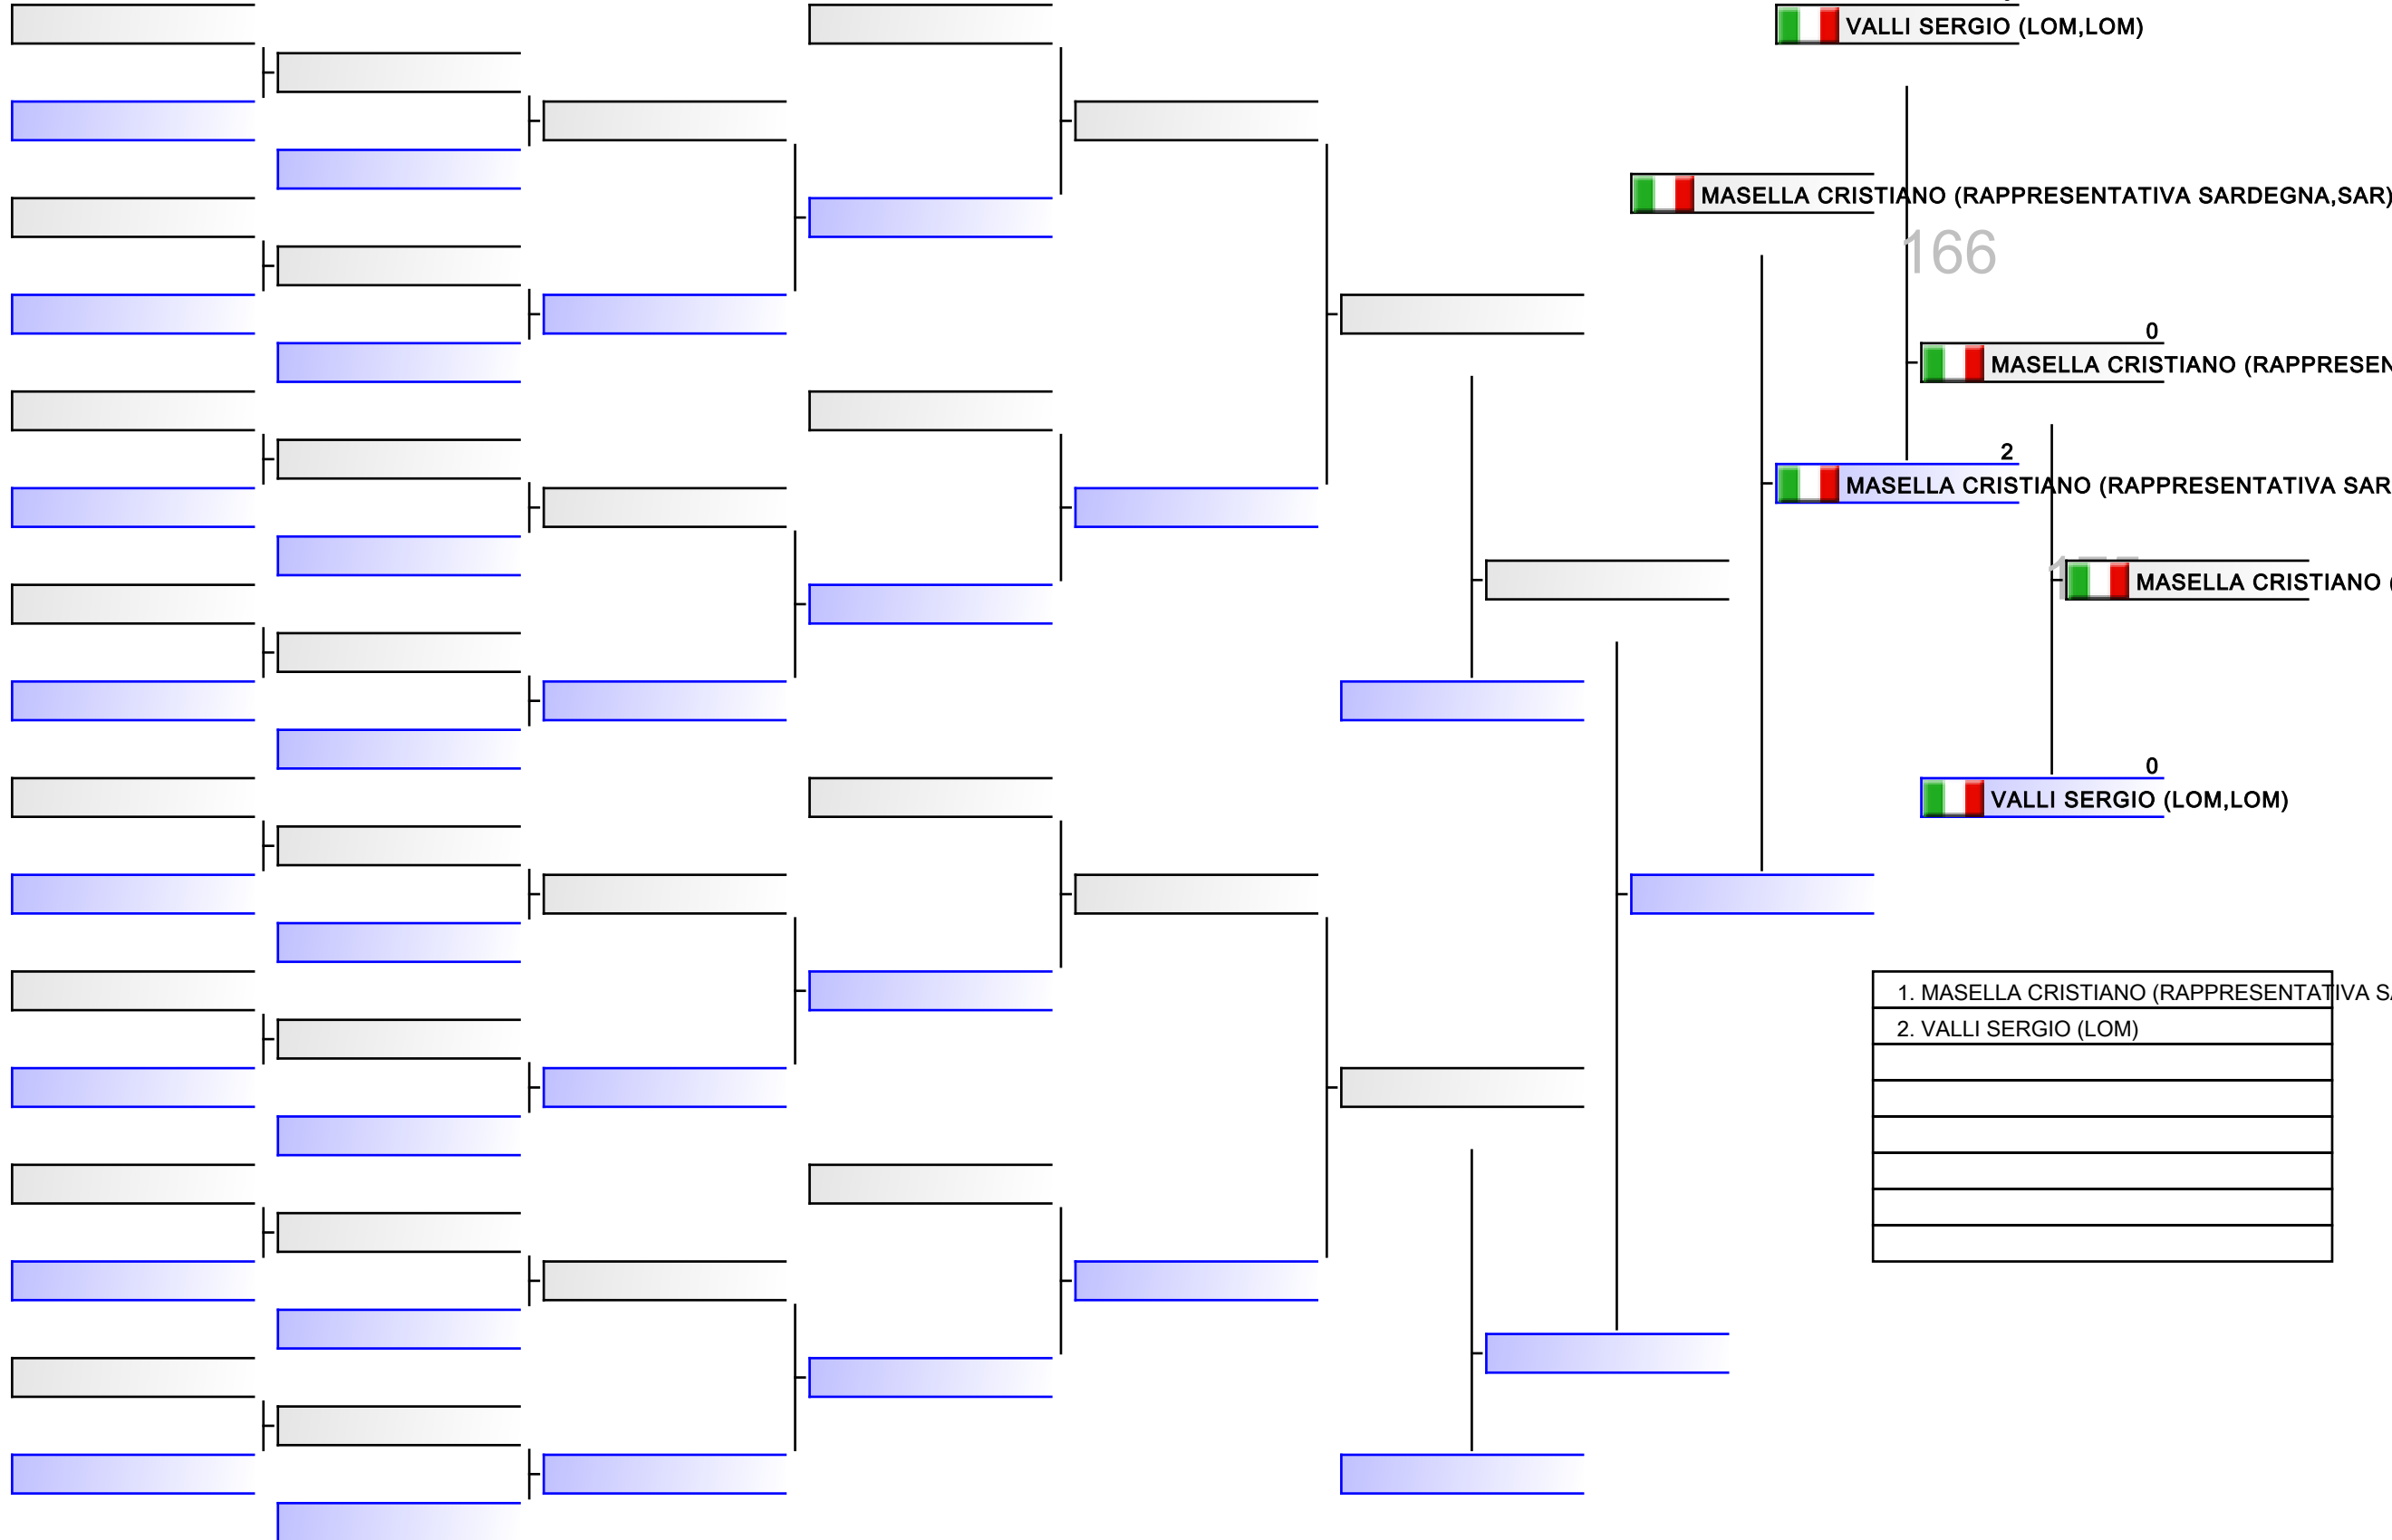 VALLI SERGIO (LOM,LOM)
MASELLA CRISTIANO (RAPPRESENTATIVA SARDEGNA,SAR)
166
0
MASELLA CRISTIANO (RAPPRESEN
2
MASELLA CRISTIANO (RAPPRESENTATIVA SAR
MASELLA CRISTIANO (
0
VALLI SERGIO (LOM,LOM)
1. MASELLA CRISTIANO (RAPPRESENTATIVA SA
2. VALLI SERGIO (LOM)